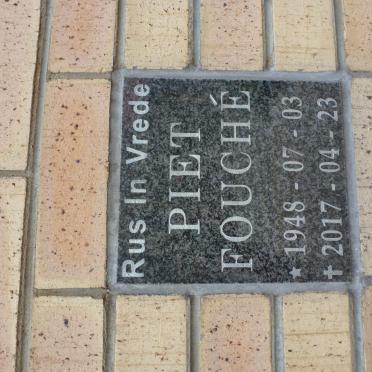 Rus In Vrede
PIET
FOUCHÉ
★ 1948 - 07 - 03
✝ 2017 - 04 - 23